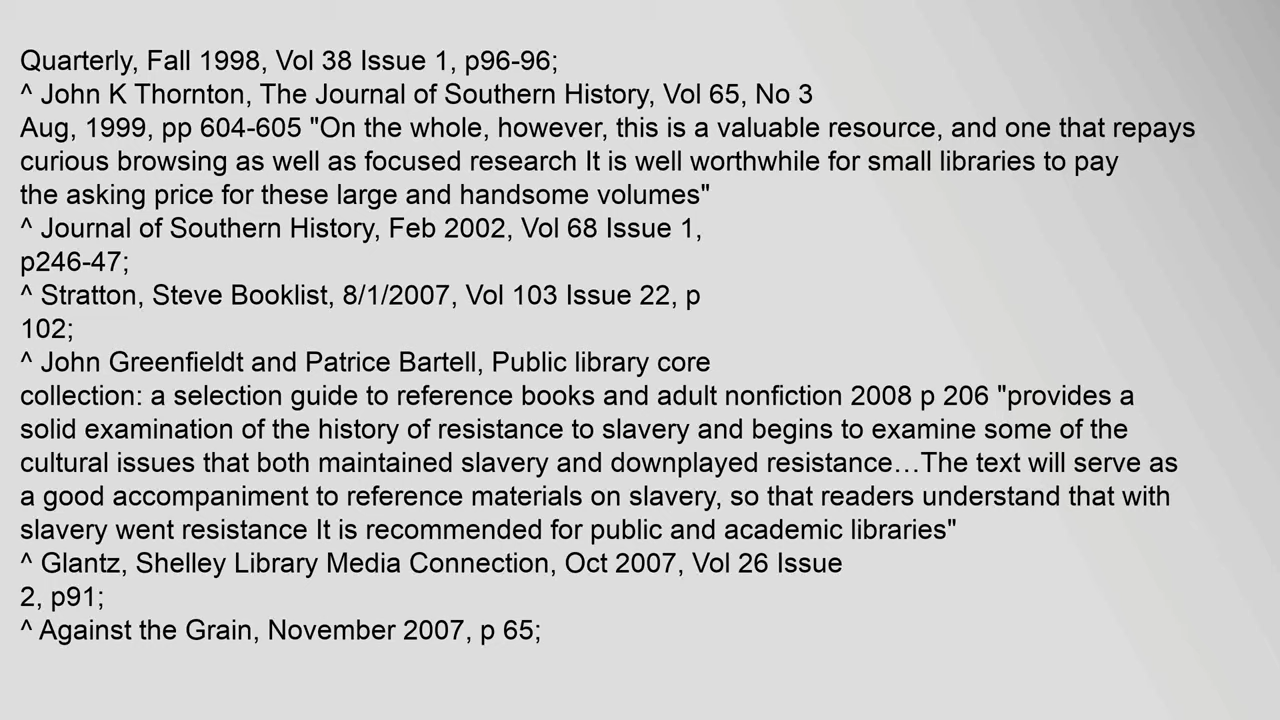 Quarterly, Fall 1998, Vol 38 Issue 1, p96-96;
^ John K Thornton, The Journal of Southern History, Vol 65, No 3
Aug, 1999, pp 604-605 "On the whole, however, this is a valuable resource, and one that repays
curious browsing as well as focused research It is well worthwhile for small libraries to pay
the asking price for these large and handsome volumes"
^ Journal of Southern History, Feb 2002, Vol 68 Issue 1,
p246-47;
^ Stratton, Steve Booklist, 8/1/2007, Vol 103 Issue 22, p
102;
^ John Greenfieldt and Patrice Bartell, Public library core
collection: a selection guide to reference books and adult nonfiction 2008 p 206 "provides a
solid examination of the history of resistance to slavery and begins to examine some of the
cultural issues that both maintained slavery and downplayed resistance…The text will serve as
a good accompaniment to reference materials on slavery, so that readers understand that with
slavery went resistance It is recommended for public and academic libraries"
^ Glantz, Shelley Library Media Connection, Oct 2007, Vol 26 Issue
2, p91;
^ Against the Grain, November 2007, p 65;